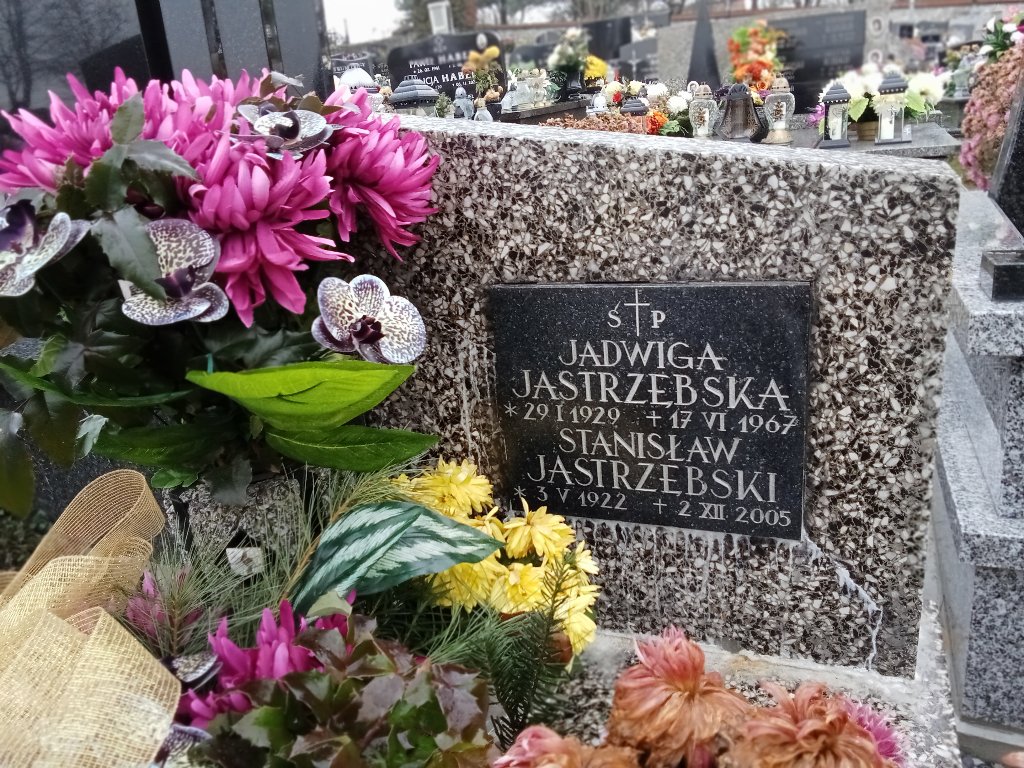 Ś P
JADWIGA
JASTRZĘBSKA
* 29 I 1929 + 17 VI 1967
STANISŁAW
JASTRZĘBSKI
* 3 V 1922 + 2 XII 2005